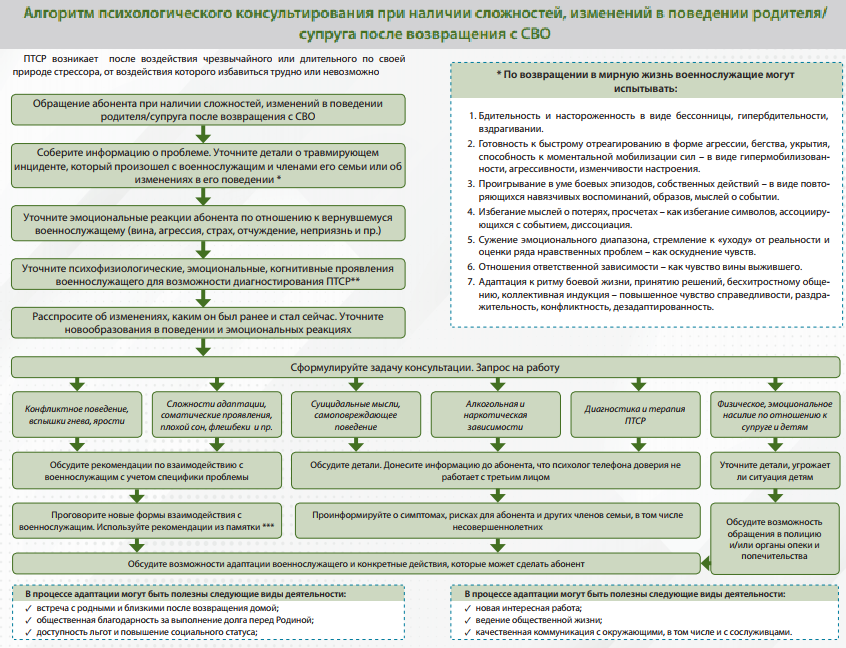 Алгоритм психологического консультирования при наличии сложностей, изменений в поведении родителя/
супруга после возвращения с СВО
ПТСР возникает после воздействия чрезвычайного или длительного по своей
природе стрессора, от воздействия которого избавиться трудно или невозможно
Обращение абонента при наличии сложностей, изменений в поведении
родителя/супруга после возвращения с СВО
Соберите информацию о проблеме. Уточните детали о травмирующем
инциденте, который произошел с военнослужащим и членами его семьи или об
изменениях в его поведении *
Уточните эмоциональные реакции абонента по отношению к вернувшемуся
военнослужащему (вина, агрессия, страх, отчуждение, неприязнь и пр.)
Уточните психофизиологические, эмоциональные, когнитивные проявления
военнослужащего для возможности диагностирования ПТСР**
Расспросите об изменениях, каким он был ранее и стал сейчас. Уточните
новообразования в поведении и эмоциональных реакциях
* По возвращении в мирную жизнь военнослужащие могут
испытывать:
1. Бдительность и настороженность в виде бессонницы, гипербдительности,
вздрагивании.
2. Готовность к быстрому отреагированию в форме агрессии, бегства, укрытия,
способность к моментальной мобилизации сил – в виде гипермобилизован-
ности, агрессивности, изменчивости настроения.
3. Проигрывание в уме боевых эпизодов, собственных действий – в виде повто-
ряющихся навязчивых воспоминаний, образов, мыслей о событии.
4. Избегание мыслей о потерях, просчетах – как избегание символов, ассоцииру-
ющихся с событием, диссоциация.
5. Сужение эмоционального диапазона, стремление к «уходу» от реальности и
оценки ряда нравственных проблем – как оскуднение чувств.
6. Отношения ответственной зависимости – как чувство вины выжившего.
7. Адаптация к ритму боевой жизни, принятию решений, бесхитростному обще-
нию, коллективная индукция – повышенное чувство справедливости, раздра-
жительность, конфликтность, дезадаптированность.
Сформулируйте задачу консультации. Запрос на работу
Конфликтное поведение,
вспышки гнева, ярости
Сложности адаптации,
соматические проявления,
плохой сон, флешбеки и пр.
Суицидальные мысли,
самоповреждающее
поведение
Алкогольная и
наркотическая
зависимости
Диагностика и терапия
ПТСР
Физическое, эмоциональное
насилие по отношению к
супруге и детям
Обсудите рекомендации по взаимодействию с
военнослужащим с учетом специфики проблемы
Обсудите детали. Донесите информацию до абонента, что психолог телефона доверия не
работает с третьим лицом
Уточните детали, угрожает
ли ситуация детям
Проговорите новые формы взаимодействия с
военнослужащим. Используйте рекомендации из памятки ***
Проинформируйте о симптомах, рисках для абонента и других членов семьи, в том числе
несовершеннолетних
Обсудите возможность
обращения в полицию
и/или органы опеки и
попечительства
Обсудите возможности адаптации военнослужащего и конкретные действия, которые может сделать абонент
В процессе адаптации могут быть полезны следующие виды деятельности:
✓ встреча с родными и близкими после возвращения домой;
✓ общественная благодарность за выполнение долга перед Родиной;
✓ доступность льгот и повышение социального статуса;
В процессе адаптации могут быть полезны следующие виды деятельности:
✓ новая интересная работа;
✓ ведение общественной жизни;
✓ качественная коммуникация с окружающими, в том числе и с сослуживцами.